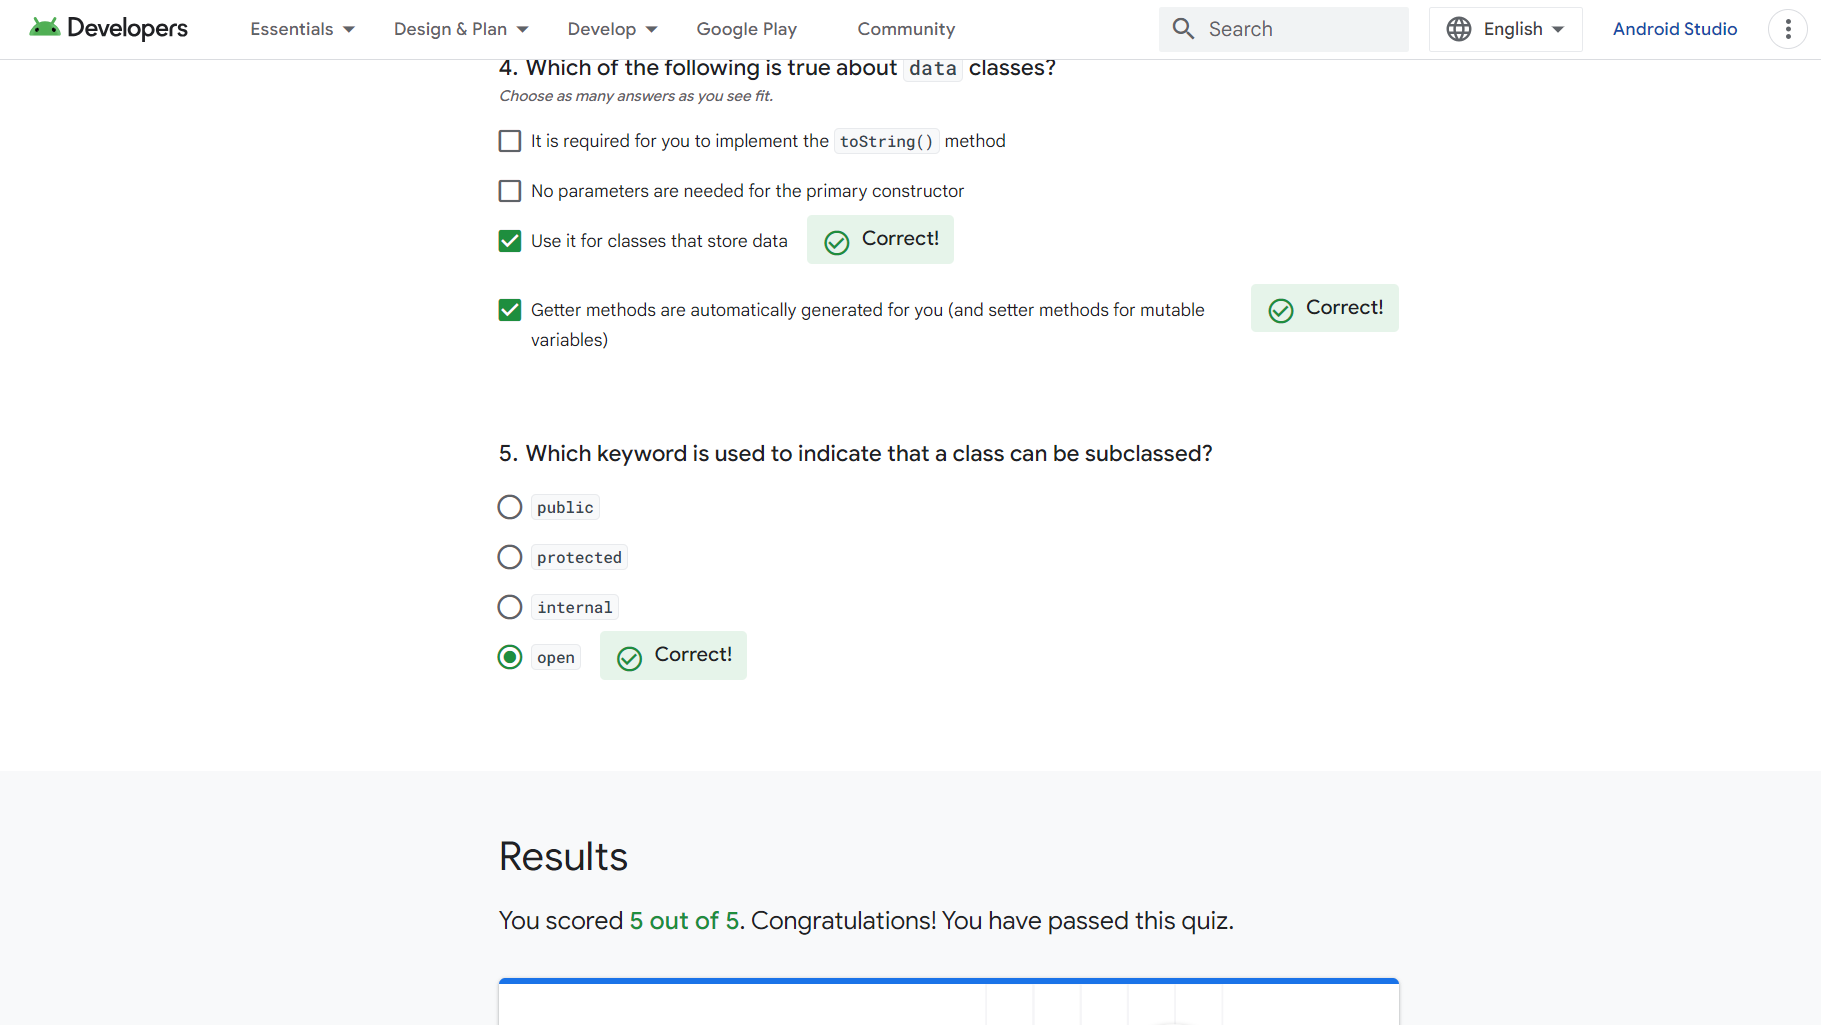 Developers
Essentials
Design & Plan
Develop
Google Play
Community
Search
English
Android Studio
4. Which of the following is true about data classes?
Choose as many answers as you see fit.
It is required for you to implement the toString() method
No parameters are needed for the primary constructor
Use it for classes that store data
Correct!
Getter methods are automatically generated for you (and setter methods for mutable
variables)
Correct!
5. Which keyword is used to indicate that a class can be subclassed?
public
protected
internal
open
Correct!
Results
You scored 5 out of 5. Congratulations! You have passed this quiz.